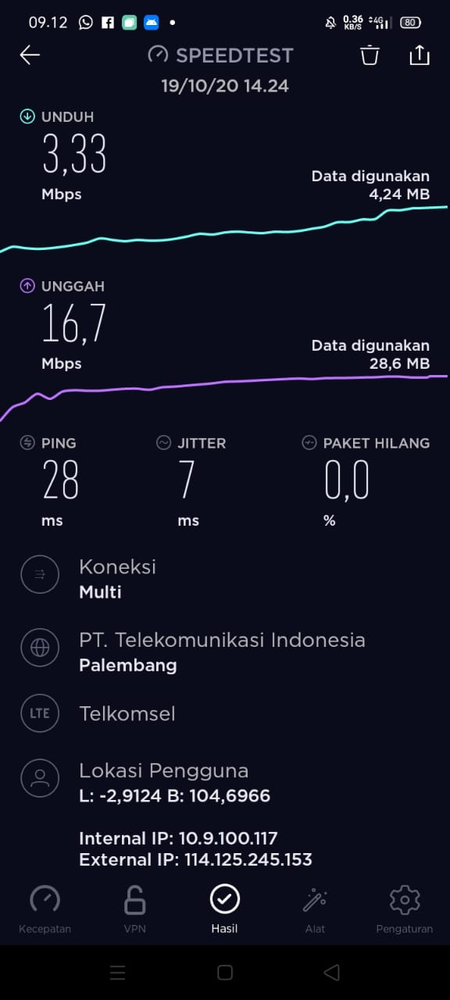 09.12 0.36 KB/S 4G 80
SPEEDTEST
19/10/20 14.24
UNDUH
3,33
Mbps
Data digunakan
4,24 MB
UNGGAH
16,7
Mbps
Data digunakan
28,6 MB
PING JITTER PAKET HILANG
28 7 0,0
ms ms %
Koneksi
Multi
PT. Telekomunikasi Indonesia
Palembang
LTE Telkomsel
Lokasi Pengguna
L: -2,9124 B: 104,6966
Internal IP: 10.9.100.117
External IP: 114.125.245.153
Kecepatan VPN Hasil Alat Pengaturan